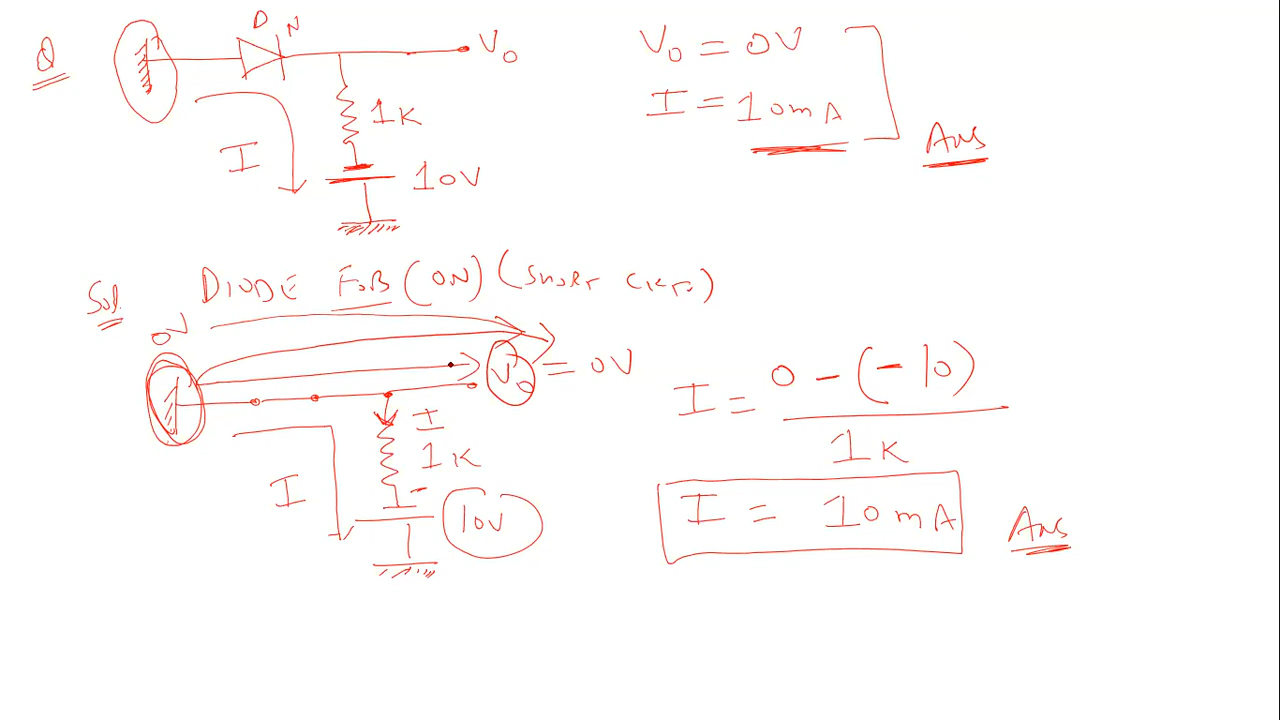 Q
D N
V₀
1K
I
10V
V₀ = 0V
I = 10mA
Ans
Sol.
DIODE FoB (ON) (SHORT CKT)
0V
V₀ = 0V
I
1K
I
-
10V
I = 0 - (-10)
1K
I = 10mA
Ans